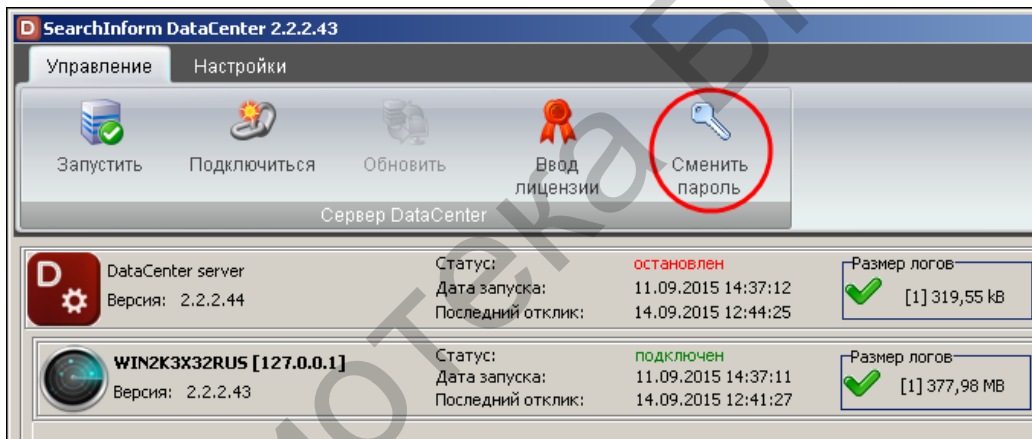 SearchInform DataCenter 2.2.2.43
Управление Настройки
Запустить Подключиться Обновить Ввод лицензии Сменить пароль
Сервер DataCenter
DataCenter server
Версия: 2.2.2.44
Статус: остановлен
Дата запуска: 11.09.2015 14:37:12
Последний отклик: 14.09.2015 12:44:25
Размер логов
[1] 319,55 kB
WIN2K3X32RUS [127.0.0.1]
Версия: 2.2.2.43
Статус: подключен
Дата запуска: 11.09.2015 14:37:11
Последний отклик: 14.09.2015 12:41:27
Размер логов
[1] 377,98 MB